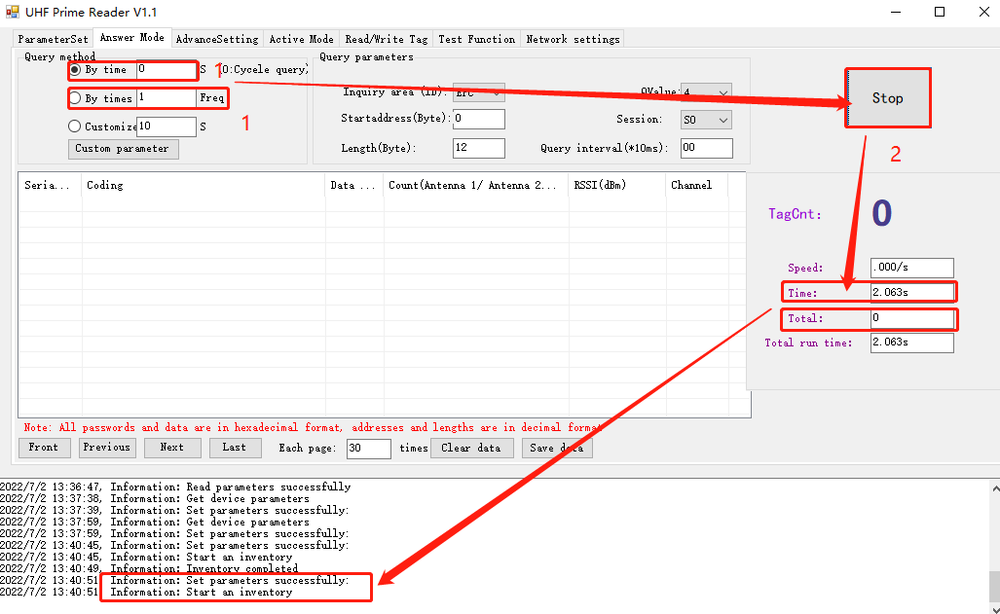 UHF Prime Reader V1.1
ParameterSet Answer Mode AdvanceSetting Active Mode Read/Write Tag Test Function Network settings
Query method
By time 0 S (0:Cycele query)
1
By times 1 Freq
1
Customize 10 S
Custom parameter
Query parameters
Inquiry area (ID): EPC QValue: 4
Startaddress(Byte): 0 Session: S0
Length(Byte): 12 Query interval(*10ms): 00
Stop
2
Seria... Coding Data ... Count(Antenna 1/ Antenna 2... RSSI(dBm) Channel
TagCnt: 0
Speed: .000/s
Time: 2.063s
Total: 0
Total run time: 2.063s
Note: All passwords and data are in hexadecimal format, addresses and lengths are in decimal format
Front Previous Next Last Each page: 30 times Clear data Save data
2022/7/2 13:36:47, Information: Read parameters successfully
2022/7/2 13:37:38, Information: Get device parameters
2022/7/2 13:37:39, Information: Set parameters successfully:
2022/7/2 13:37:59, Information: Get device parameters
2022/7/2 13:37:59, Information: Set parameters successfully:
2022/7/2 13:40:45, Information: Set parameters successfully:
2022/7/2 13:40:45, Information: Start an inventory
2022/7/2 13:40:49, Information: Inventory completed
2022/7/2 13:40:51 Information: Set parameters successfully:
2022/7/2 13:40:51 Information: Start an inventory